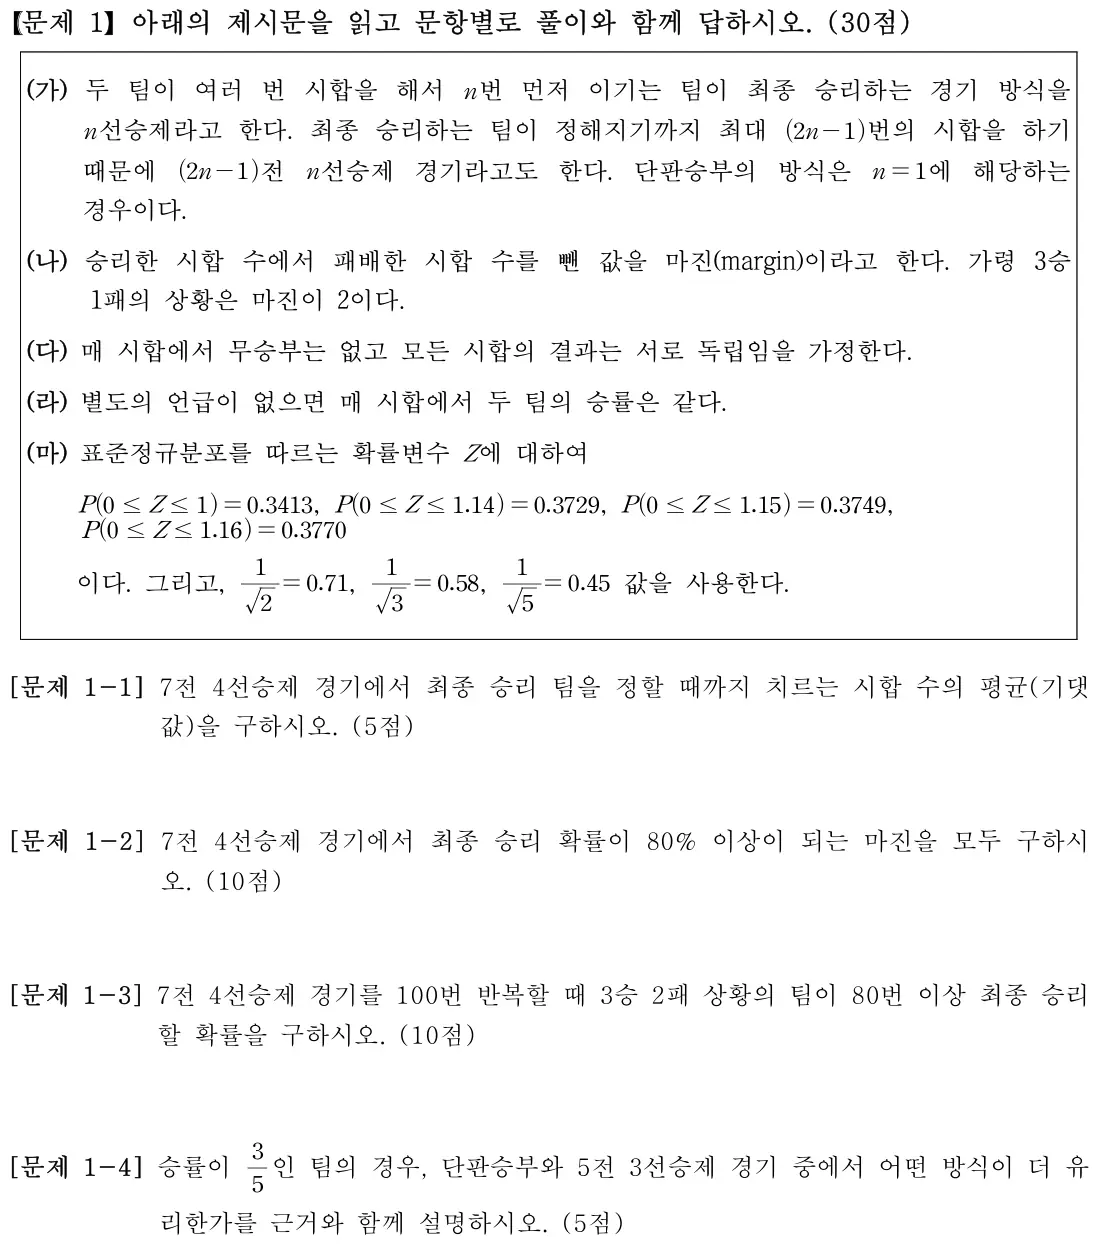 【문제 1】 아래의 제시문을 읽고 문항별로 풀이와 함께 답하시오. (30점)
(가) 두 팀이 여러 번 시합을 해서 n번 먼저 이기는 팀이 최종 승리하는 경기 방식을
n선승제라고 한다. 최종 승리하는 팀이 정해지기까지 최대 (2n-1)번의 시합을 하기
때문에 (2n-1)전 n선승제 경기라고도 한다. 단판승부의 방식은 n=1에 해당하는
경우이다.
(나) 승리한 시합 수에서 패배한 시합 수를 뺀 값을 마진(margin)이라고 한다. 가령 3승
1패의 상황은 마진이 2이다.
(다) 매 시합에서 무승부는 없고 모든 시합의 결과는 서로 독립임을 가정한다.
(라) 별도의 언급이 없으면 매 시합에서 두 팀의 승률은 같다.
(마) 표준정규분포를 따르는 확률변수 Z에 대하여
P(0≤Z≤1)=0.3413, P(0≤Z≤1.14)=0.3729, P(0≤Z≤1.15)=0.3749,
P(0≤Z≤1.16)=0.3770
이다. 그리고, 1/√2=0.71, 1/√3=0.58, 1/√5=0.45 값을 사용한다.
[문제 1-1] 7전 4선승제 경기에서 최종 승리 팀을 정할 때까지 치르는 시합 수의 평균(기댓
값)을 구하시오. (5점)
[문제 1-2] 7전 4선승제 경기에서 최종 승리 확률이 80% 이상이 되는 마진을 모두 구하시
오. (10점)
[문제 1-3] 7전 4선승제 경기를 100번 반복할 때 3승 2패 상황의 팀이 80번 이상 최종 승리
할 확률을 구하시오. (10점)
[문제 1-4] 승률이 3/5인 팀의 경우, 단판승부와 5전 3선승제 경기 중에서 어떤 방식이 더 유
리한가를 근거와 함께 설명하시오. (5점)